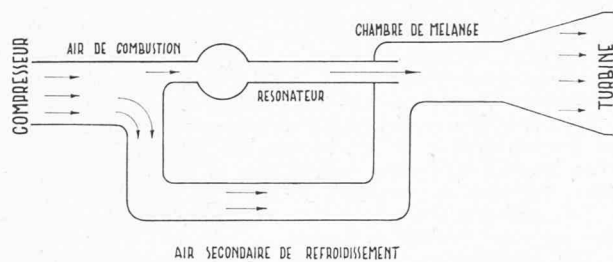 CHAMBRE DE MELANGE
AIR DE COMBUSTION
COMPRESSEUR
RESONATEUR
TURBINE
AIR SECONDAIRE DE REFROIDISSEMENT